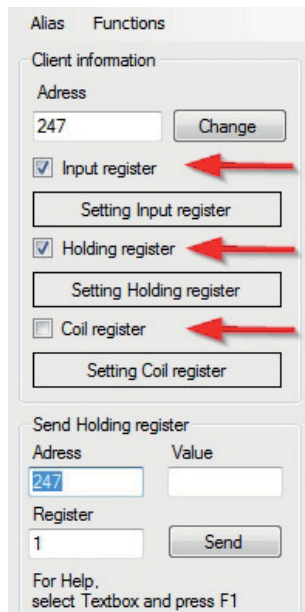 Alias Functions
Client information
Adress
247 Change
Input register
Setting Input register
Holding register
Setting Holding register
Coil register
Setting Coil register
Send Holding register
Adress Value
247
Register
1 Send
For Help,
select Textbox and press F1